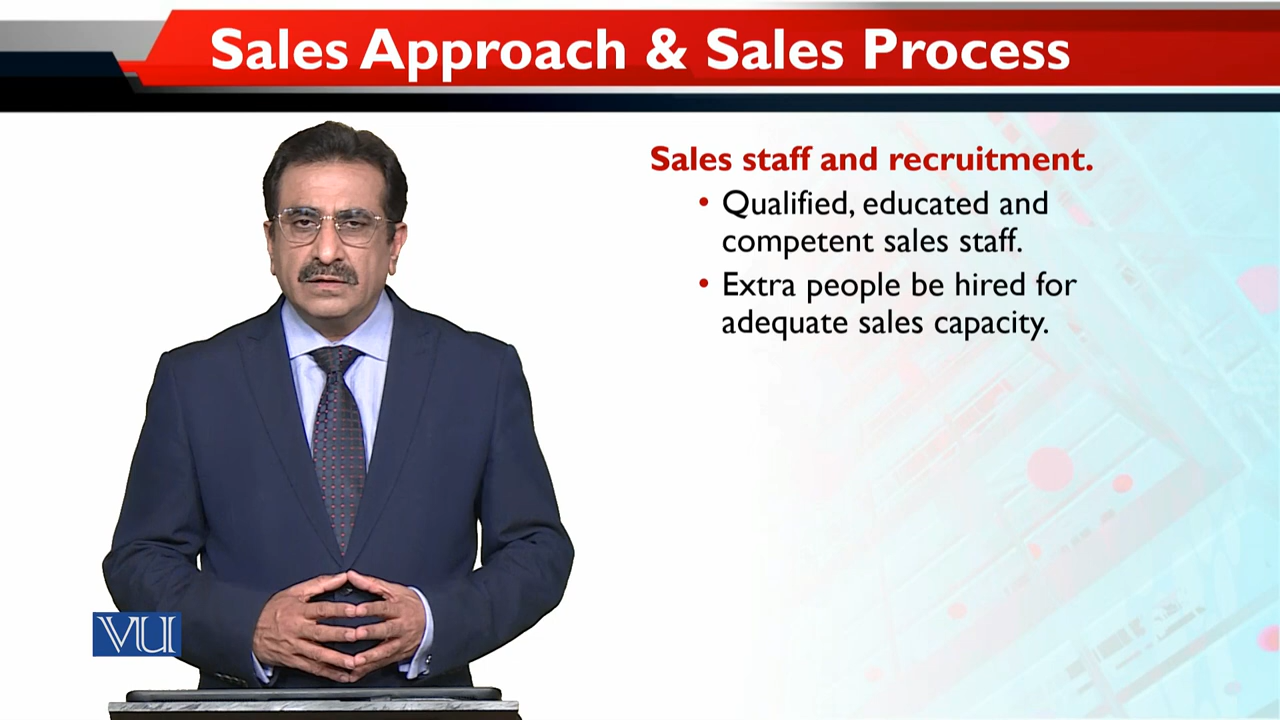 Sales Approach & Sales Process
Sales staff and recruitment.
• Qualified, educated and
competent sales staff.
• Extra people be hired for
adequate sales capacity.
VU